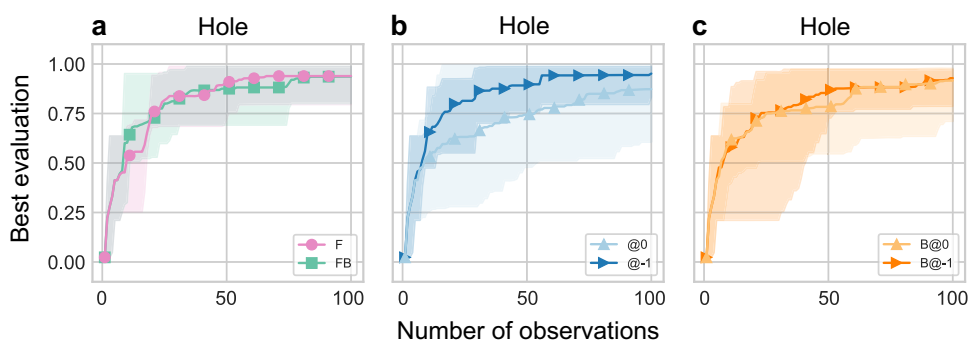 a Hole
b Hole
c Hole
Best evaluation
1.00
0.75
0.50
0.25
0.00
F
FB
@0
@-1
B@0
B@-1
0 50 100
0 50 100
0 50 100
Number of observations